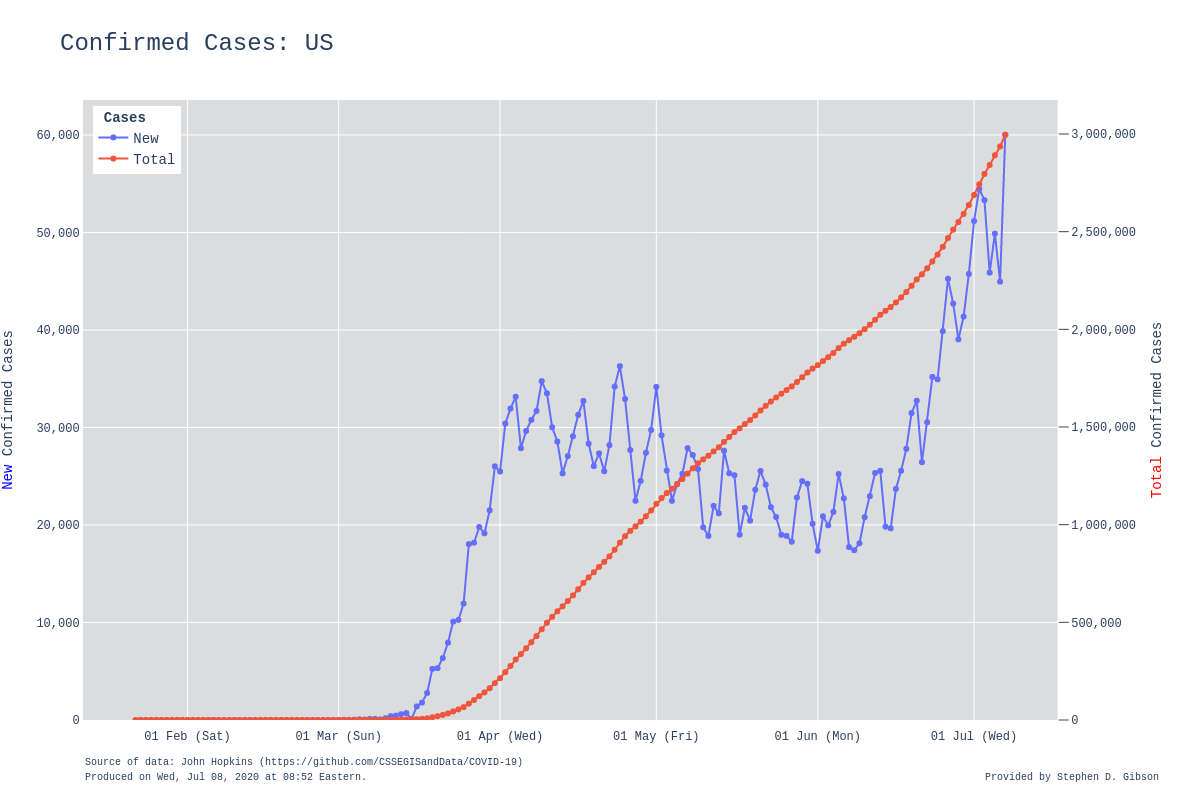 Confirmed Cases: US
Cases
New
Total
60,000
50,000
40,000
30,000
20,000
10,000
0
New Confirmed Cases
3,000,000
2,500,000
2,000,000
1,500,000
1,000,000
500,000
0
Total Confirmed Cases
01 Feb (Sat) 01 Mar (Sun) 01 Apr (Wed) 01 May (Fri) 01 Jun (Mon) 01 Jul (Wed)
Source of data: John Hopkins (https://github.com/CSSEGISandData/COVID-19)
Produced on Wed, Jul 08, 2020 at 08:52 Eastern.
Provided by Stephen D. Gibson